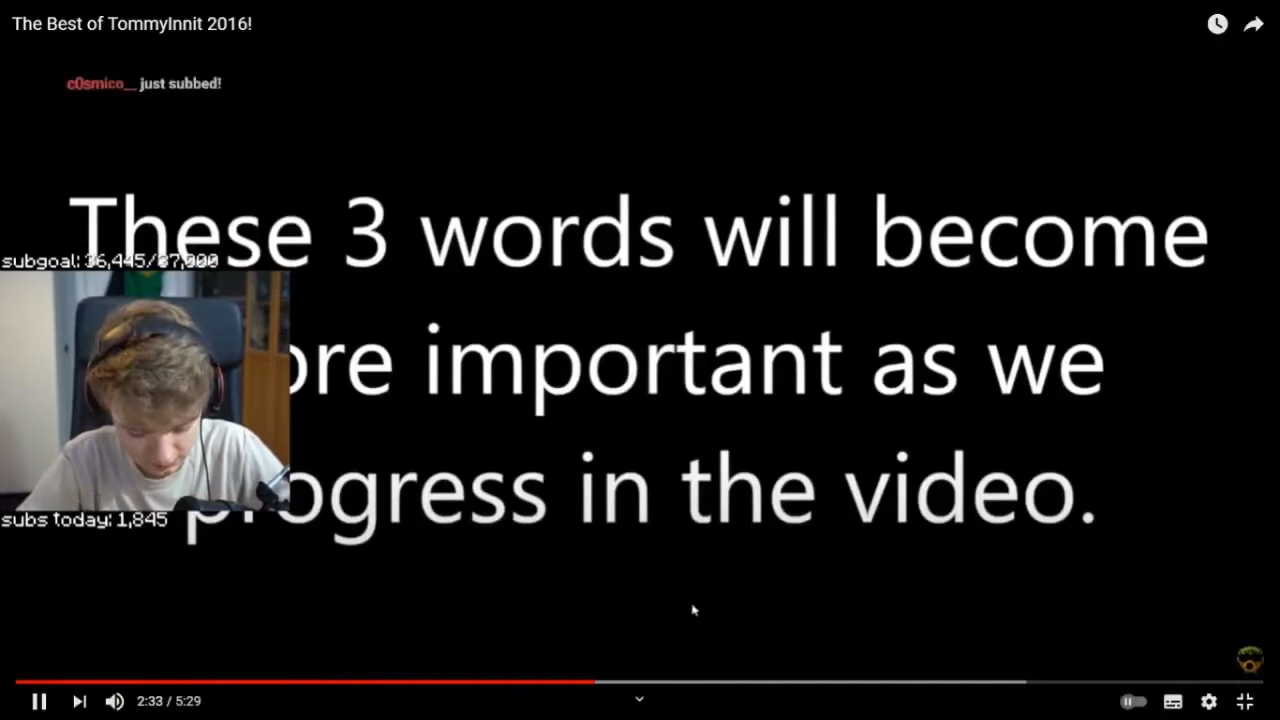 The Best of TommyInnit 2016!
c0smico__ just subbed!
These 3 words will become
subgoal: 36,445/37,000
ore important as we
progress in the video.
subs today: 1,845
2:33 / 5:29